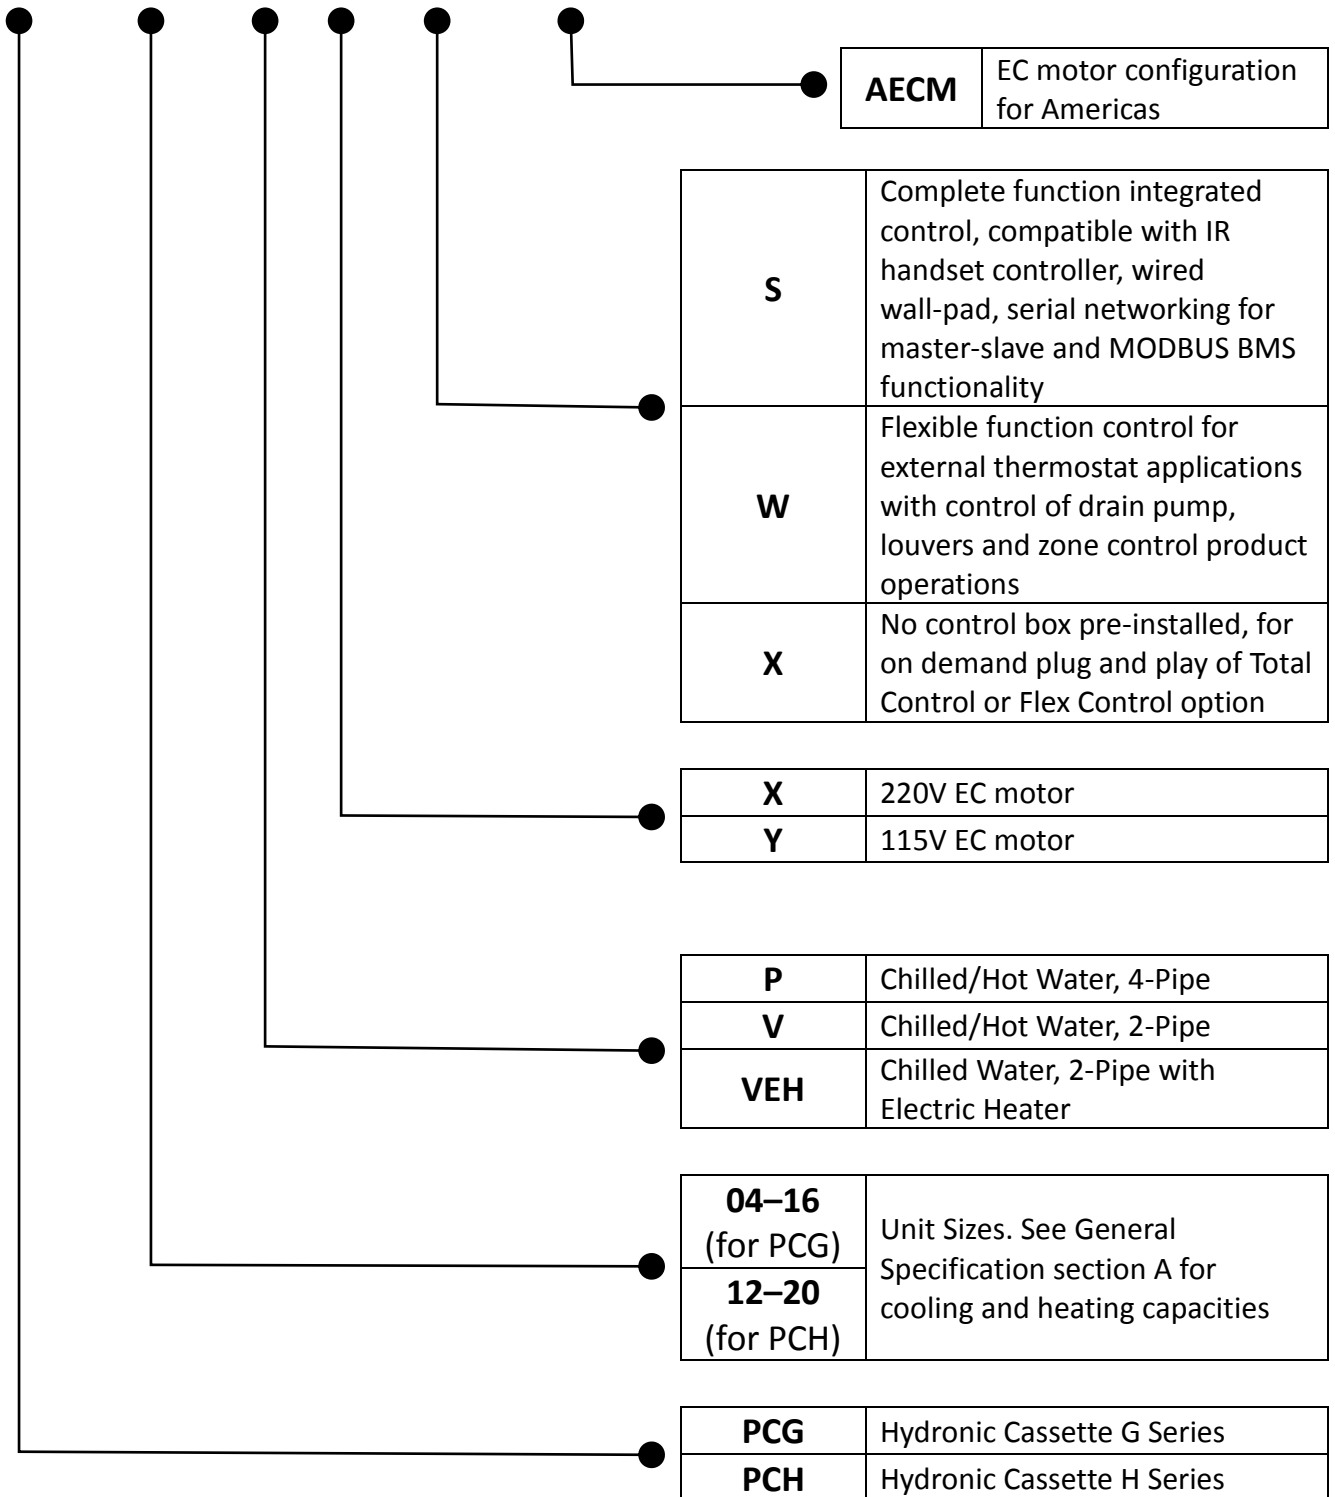 AECM
EC motor configuration
for Americas
S
Complete function integrated
control, compatible with IR
handset controller, wired
wall-pad, serial networking for
master-slave and MODBUS BMS
functionality
W
Flexible function control for
external thermostat applications
with control of drain pump,
louvers and zone control product
operations
X
No control box pre-installed, for
on demand plug and play of Total
Control or Flex Control option
X
220V EC motor
Y
115V EC motor
P
Chilled/Hot Water, 4-Pipe
V
Chilled/Hot Water, 2-Pipe
VEH
Chilled Water, 2-Pipe with
Electric Heater
04–16
(for PCG)
12–20
(for PCH)
Unit Sizes. See General
Specification section A for
cooling and heating capacities
PCG
Hydronic Cassette G Series
PCH
Hydronic Cassette H Series